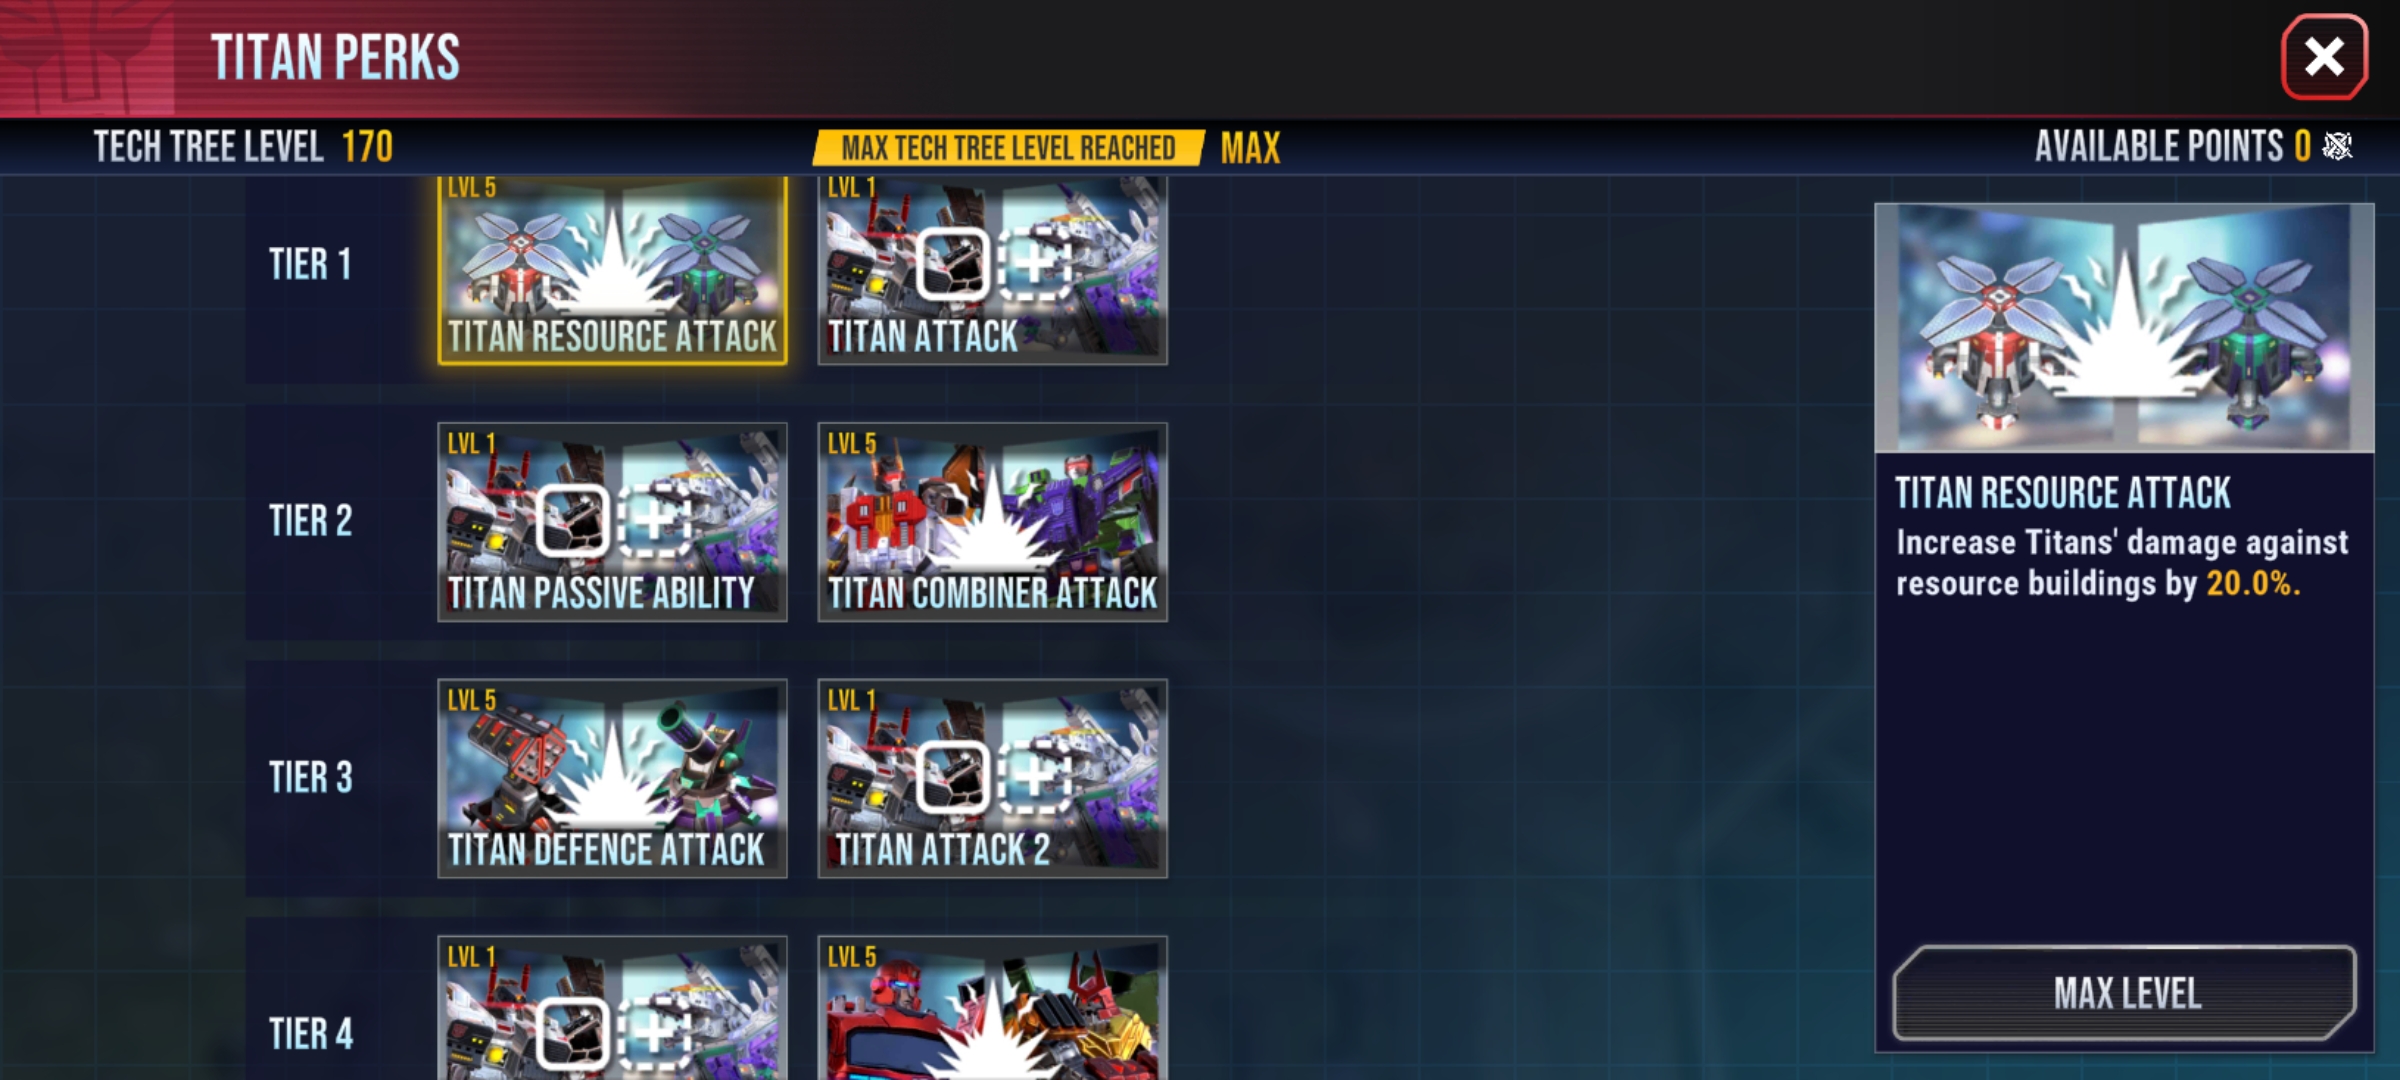 TITAN PERKS
TECH TREE LEVEL 170
MAX TECH TREE LEVEL REACHED MAX
AVAILABLE POINTS 0
TIER 1
LVL 5
TITAN RESOURCE ATTACK
LVL 1
TITAN ATTACK
TIER 2
LVL 1
TITAN PASSIVE ABILITY
LVL 5
TITAN COMBINER ATTACK
TIER 3
LVL 5
TITAN DEFENCE ATTACK
LVL 1
TITAN ATTACK 2
TIER 4
LVL 1
LVL 5
TITAN RESOURCE ATTACK
Increase Titans' damage against
resource buildings by 20.0%.
MAX LEVEL